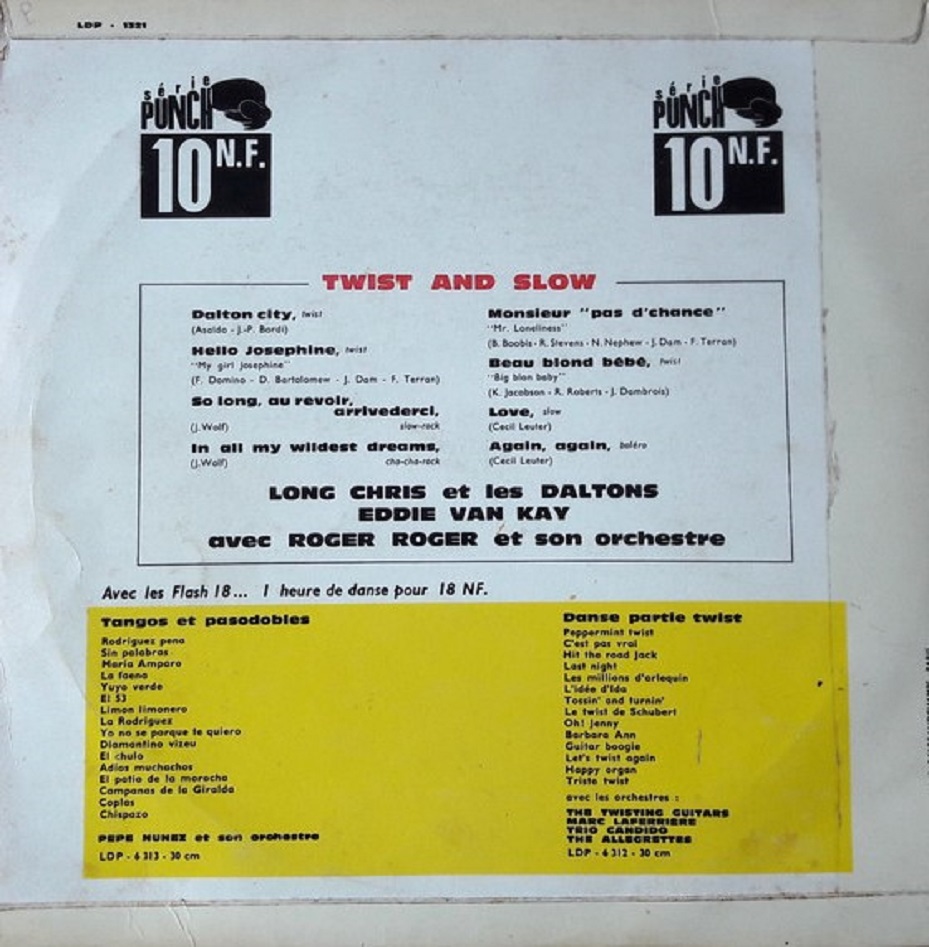 LDP - 1321
série
PUNCH
10 N.F.
série
PUNCH
10 N.F.
TWIST AND SLOW
Dalton city, twist
(Asaldo - J.-P. Bordi)
Hello Josephine, twist
"My girl josephine"
(F. Domino - D. Bartolomew - J. Dam - F. Terran)
So long, au revoir,
arrivederci,
(J. Wolf) slow-rock
In all my wildest dreams,
(J. Wolf) cha-cha-rock
Monsieur "pas d'chance"
"Mr. Loneliness"
(B. Boobis - R. Stevens - N. Nephew - J. Dam - F. Terran)
Beau blond bébé, twist
"Big blon baby"
(K. Jacobson - R. Roberts - J. Dambrois)
Love, slow
(Cecil Leuter)
Again, again, boléro
(Cecil Leuter)
LONG CHRIS et les DALTONS
EDDIE VAN KAY
avec ROGER ROGER et son orchestre
Avec les Flash 18... 1 heure de danse pour 18 NF.
Tangos et pasodobles
Rodriguez pena
Sin palabras
Maria Amparo
La faena
Yuyo verde
El 53
Limon limonero
La Rodriguez
Yo no se porque te quiero
Diamantino vizeu
El chulo
Adios muchachos
El patio de la morocha
Campanas de la Giralda
Coplas
Chispazo
PEPE NUNEZ et son orchestre
LDP - 6 313 - 30 cm
Danse partie twist
Peppermint twist
C'est pas vrai
Hit the road Jack
Last night
Les millions d'arlequin
L'idée d'Ida
Tossin' and turnin'
Le twist de Schubert
Oh! Jenny
Barbara Ann
Guitar boogie
Let's twist again
Happy organ
Triste twist
avec les orchestres :
THE TWISTING GUITARS
MARC LAFERRIERE
TRIO CANDIDO
THE ALLEGRETTES
LDP - 6 312 - 30 cm